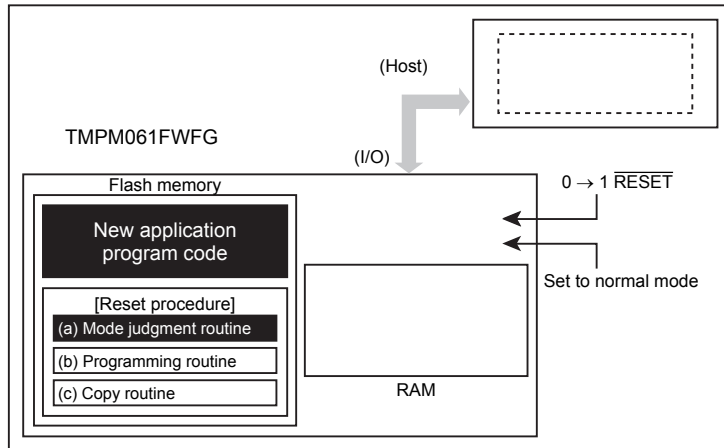 (Host)
TMPM061FWFG
(I/O)
Flash memory
0 → 1 RESET
New application
program code
Set to normal mode
[Reset procedure]
(a) Mode judgment routine
(b) Programming routine
(c) Copy routine
RAM